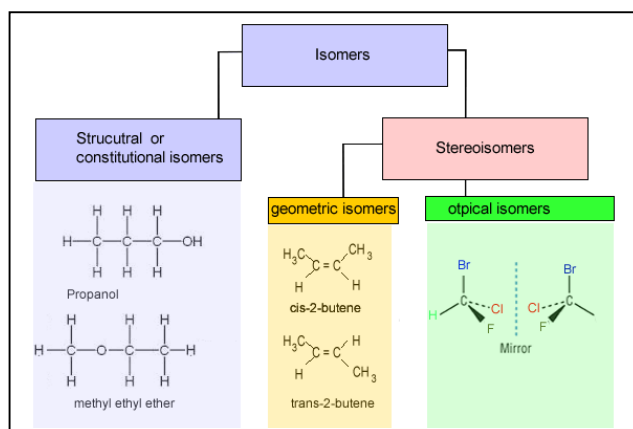 Isomers
Strucutral or
constitutional isomers
Stereoisomers
geometric isomers
otpical isomers
H H H
H C C C OH
H H H
Propanol
H H H
H C O C C H
H H H
methyl ethyl ether
H₃C CH₃
C=C
H H
cis-2-butene
H₃C H
C=C
H CH₃
trans-2-butene
Br Br
C Cl Cl C
H F F
Mirror